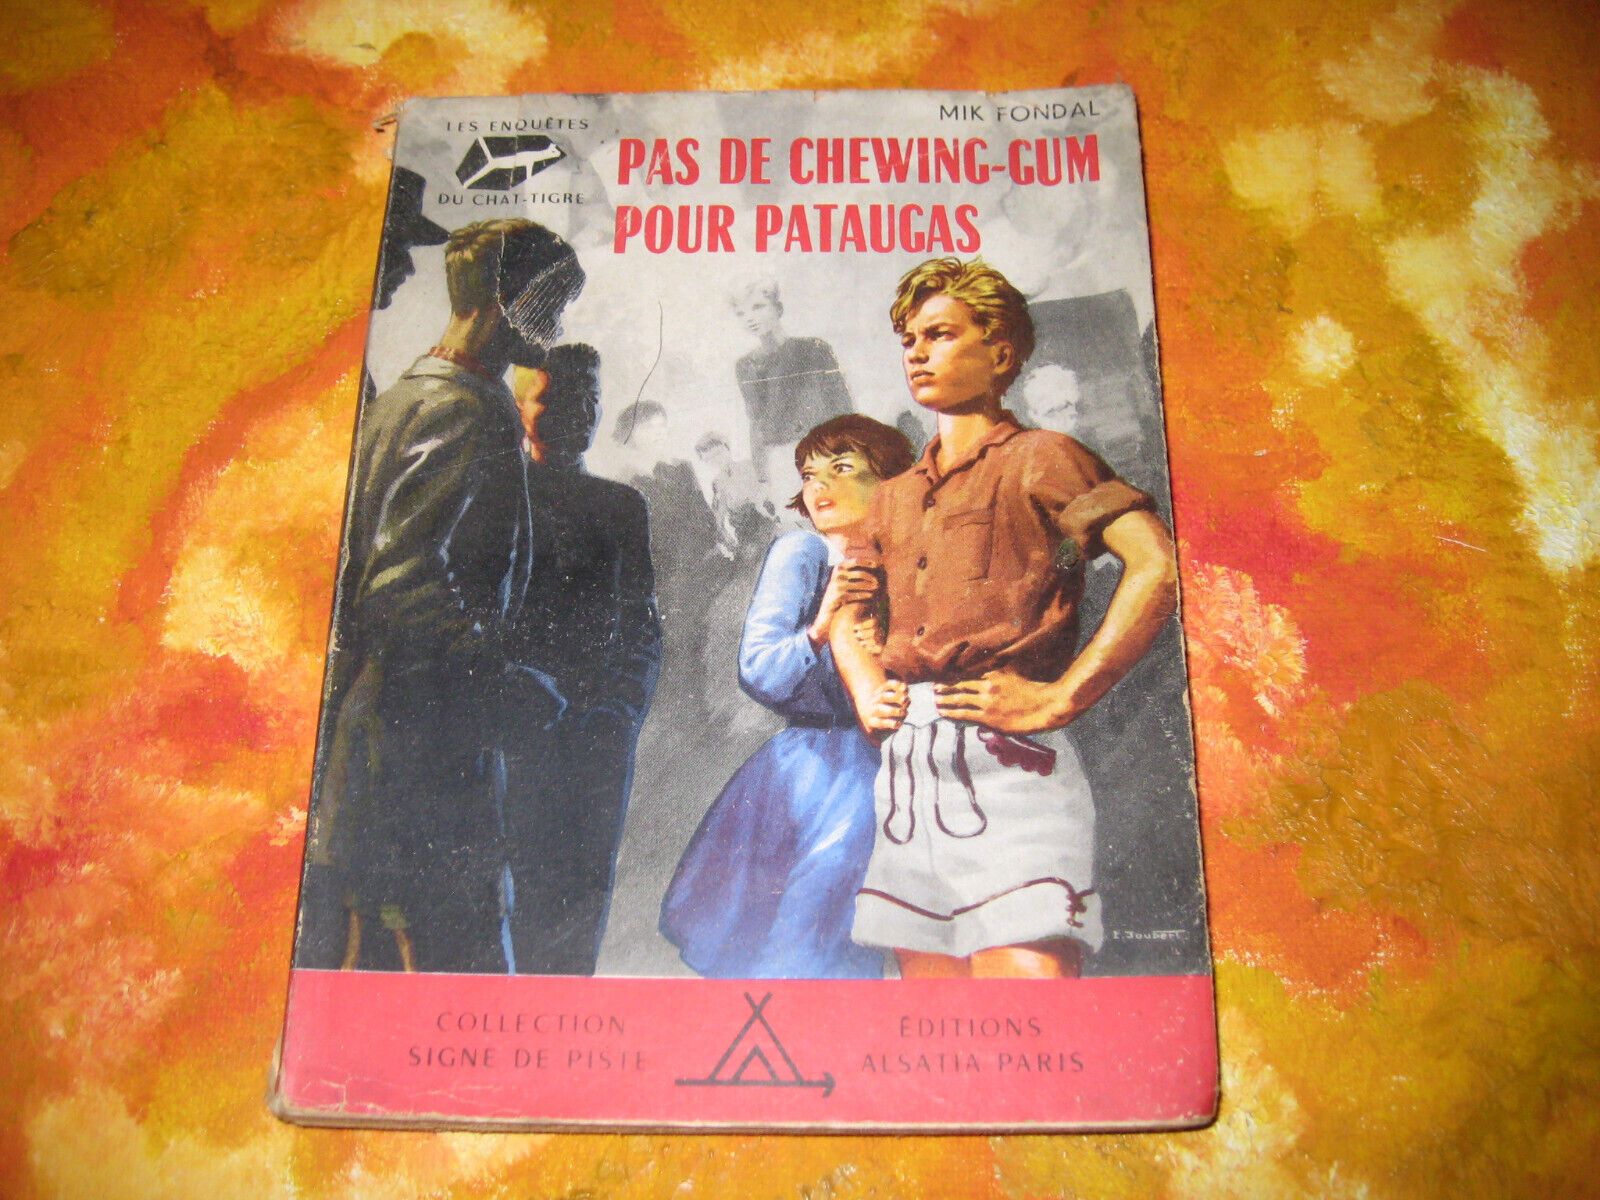 LES ENQUÊTES
DU CHAT-TIGRE
MIK FONDAL
PAS DE CHEWING-GUM
POUR PATAUGAS
P. Joubert.
COLLECTION
SIGNE DE PISTE
ÉDITIONS
ALSATIA PARIS